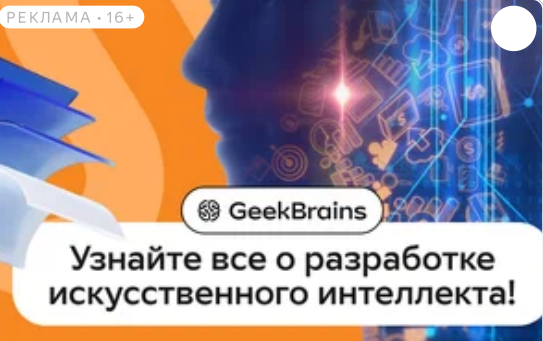 РЕКЛАМА • 16+
GeekBrains
Узнайте все о разработке
искусственного интеллекта!